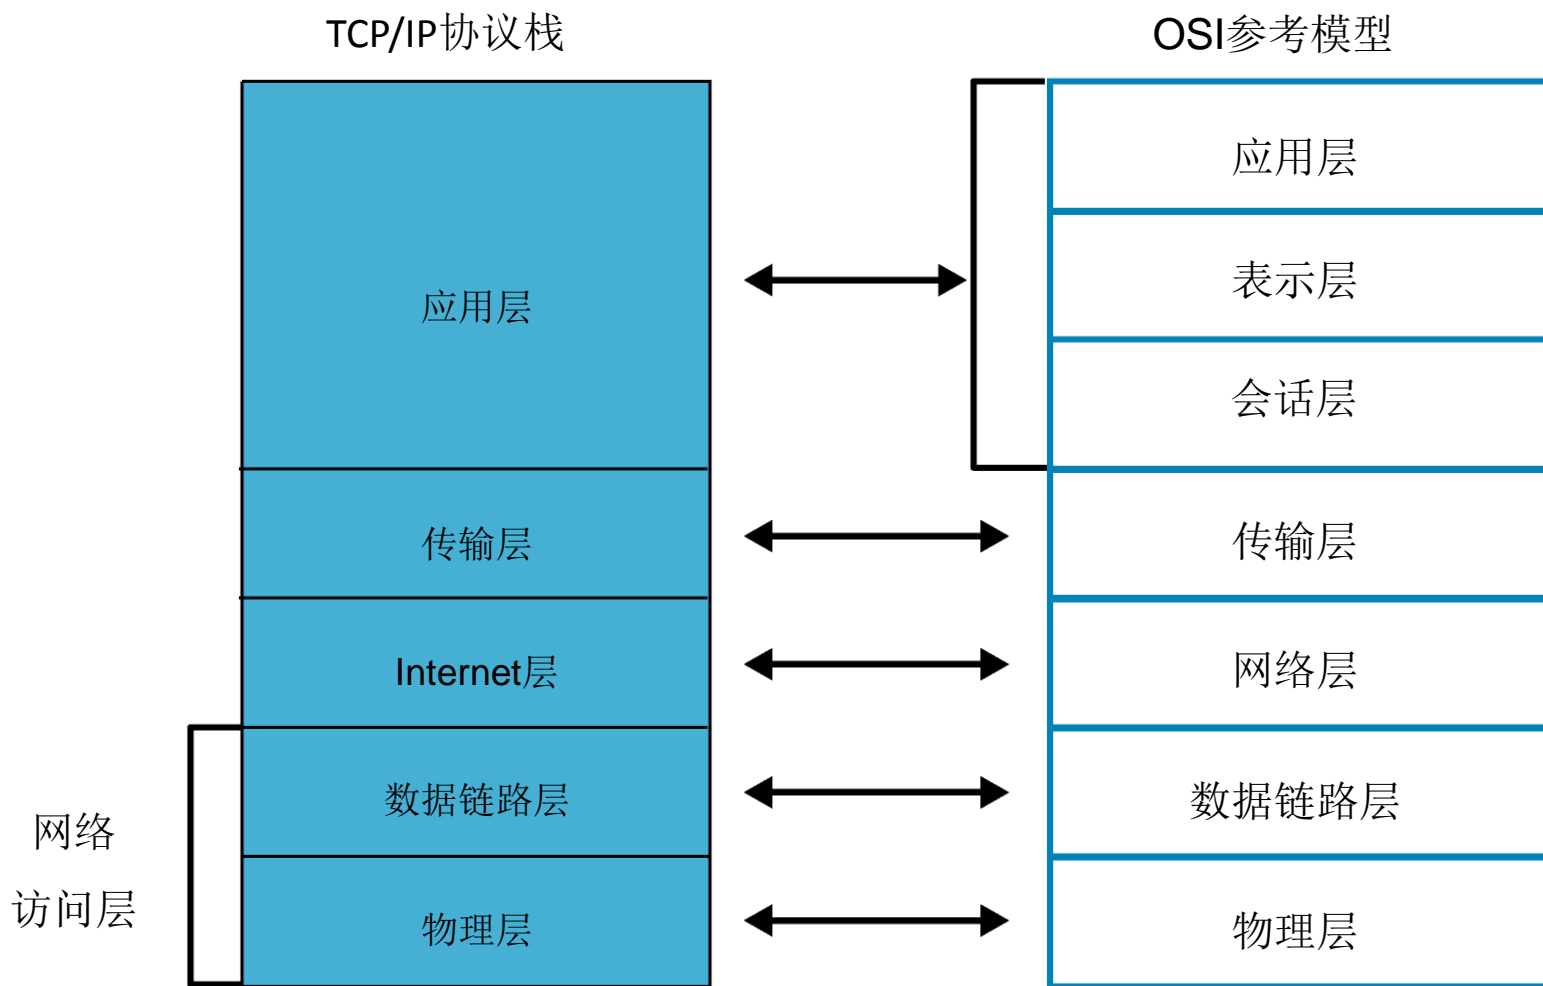 TCP/IP协议栈
OSI参考模型
应用层
传输层
Internet层
数据链路层
物理层
网络
访问层
应用层
表示层
会话层
传输层
网络层
数据链路层
物理层